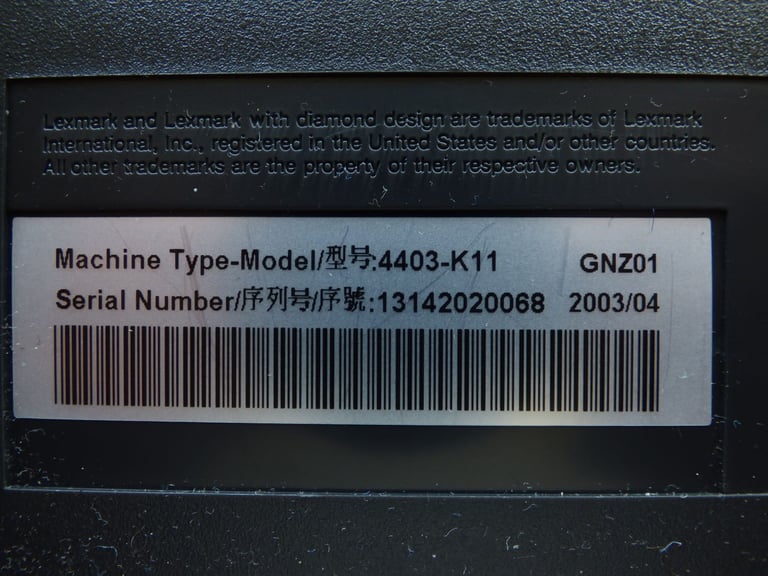 Lexmark and Lexmark with diamond design are trademarks of Lexmark
International, Inc., registered in the United States and/or other countries.
All other trademarks are the property of their respective owners.
Machine Type-Model/型号:4403-K11 GNZ01
Serial Number/序列号/序號:13142020068 2003/04